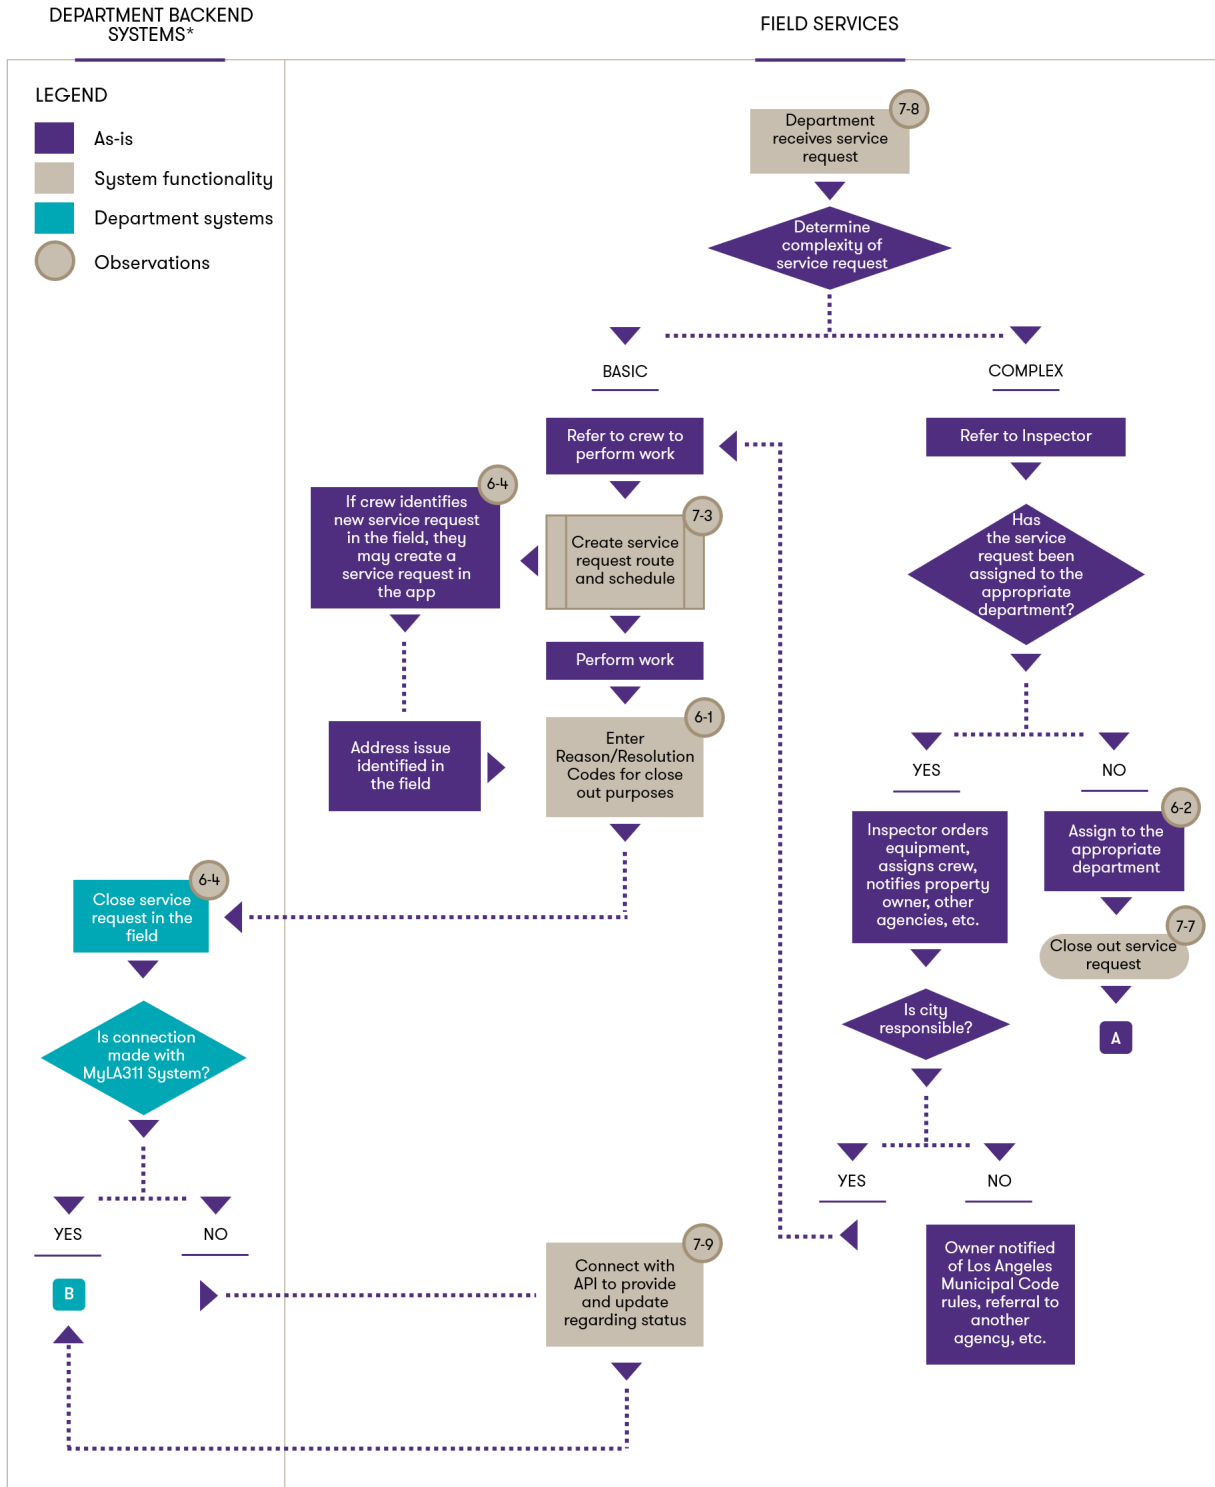 DEPARTMENT BACKEND
SYSTEMS*
FIELD SERVICES
LEGEND
As-is
System functionality
Department systems
Observations
7-8
Department
receives service
request
Determine
complexity of
service request
BASIC
COMPLEX
Refer to crew to
perform work
Refer to Inspector
6-4
If crew identifies
new service request
in the field, they
may create a
service request in
the app
7-3
Create service
request route
and schedule
Has
the service
request been
assigned to the
appropriate
department?
Perform work
6-1
Enter
Reason/Resolution
Codes for close
out purposes
Address issue
identified in
the field
YES
NO
Inspector orders
equipment,
assigns crew,
notifies property
owner, other
agencies, etc.
6-2
Assign to the
appropriate
department
7-7
Close out service
request
A
6-4
Close service
request in the
field
Is city
responsible?
Is connection
made with
MyLA311 System?
YES
NO
YES
NO
B
7-9
Connect with
API to provide
and update
regarding status
Owner notified
of Los Angeles
Municipal Code
rules, referral to
another
agency, etc.